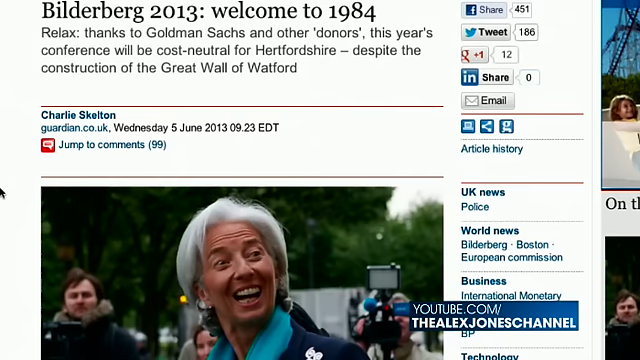 Bilderberg 2013: welcome to 1984
Relax: thanks to Goldman Sachs and other 'donors', this year's
conference will be cost-neutral for Hertfordshire – despite the
construction of the Great Wall of Watford
Charlie Skelton
guardian.co.uk, Wednesday 5 June 2013 09.23 EDT
Jump to comments (99)
Share 451
Tweet 186
+1 12
in Share 0
Email
Article history
UK news
Police
World news
Bilderberg · Boston ·
European commission
Business
International Monetary
BP
Technology
On th
YOUTUBE.COM/
THEALEXJONESCHANNEL